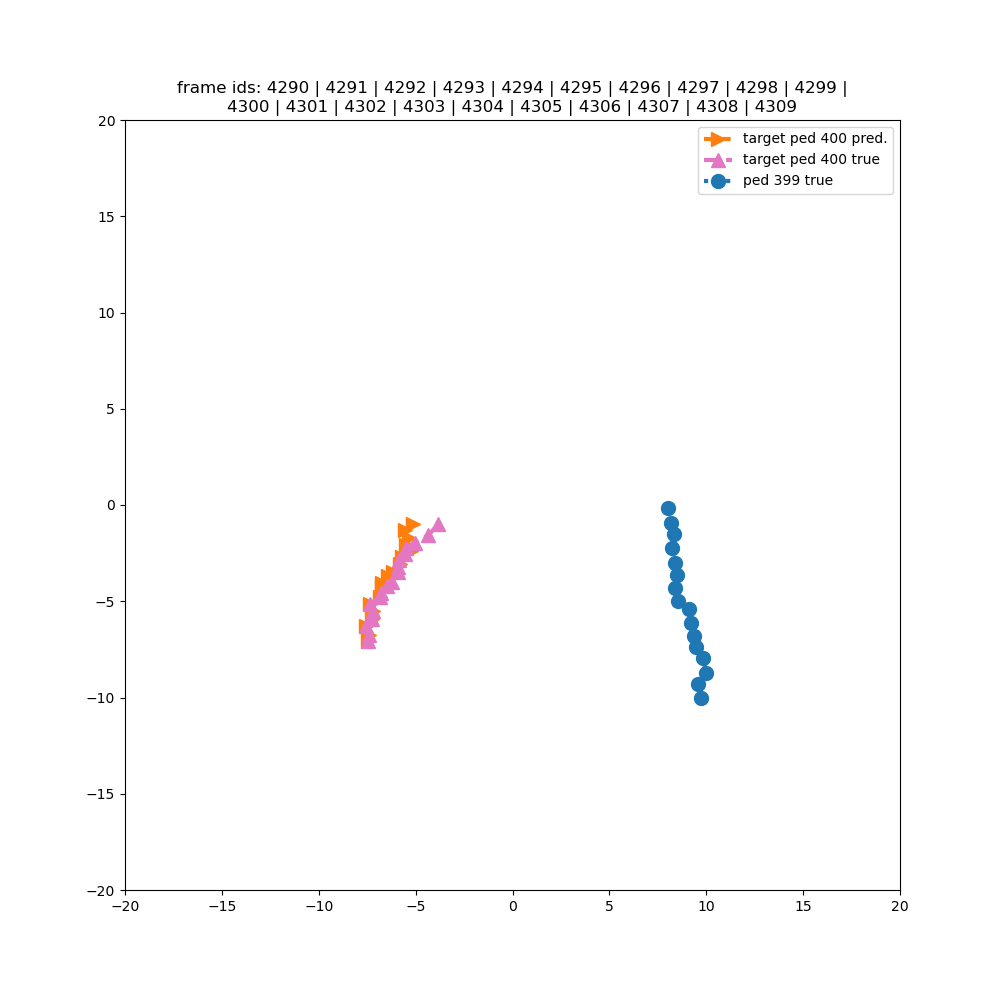 frame ids: 4290 | 4291 | 4292 | 4293 | 4294 | 4295 | 4296 | 4297 | 4298 | 4299 |
4300 | 4301 | 4302 | 4303 | 4304 | 4305 | 4306 | 4307 | 4308 | 4309
target ped 400 pred.
target ped 400 true
ped 399 true
20
15
10
5
0
−5
−10
−15
−20
−20 −15 −10 −5 0 5 10 15 20